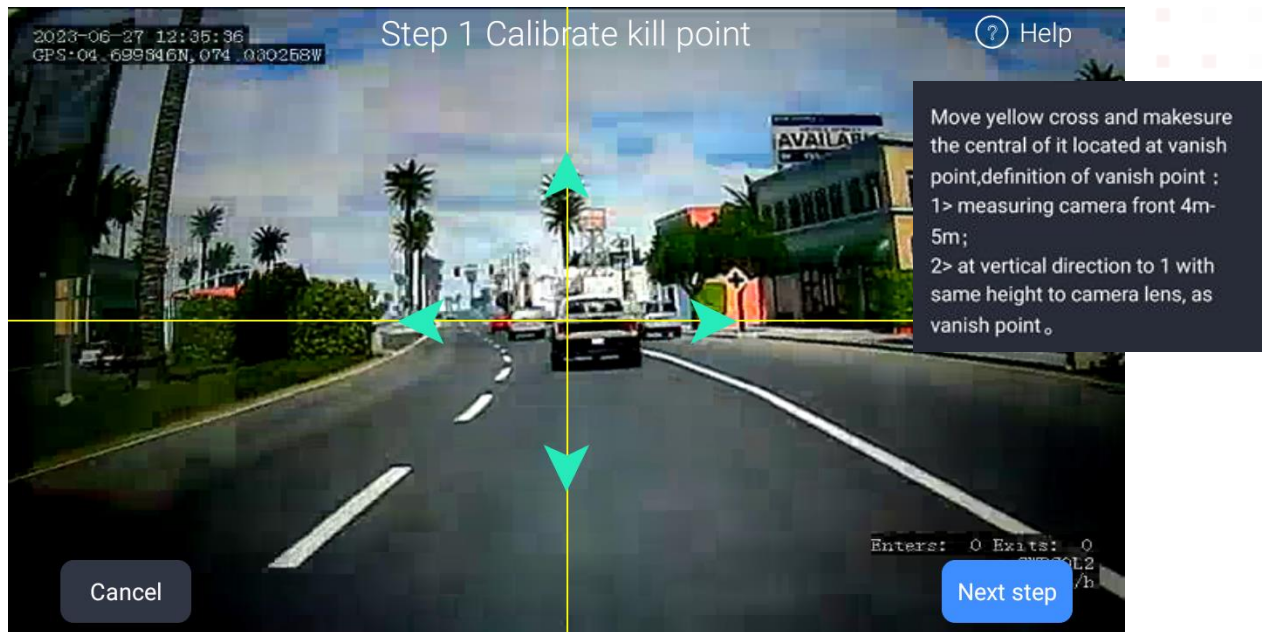 2023-06-27 12:35:36
GPS:04.699846N,074.030258W
Step 1 Calibrate kill point
? Help
AVAILABL
Move yellow cross and makesure
the central of it located at vanish
point,definition of vanish point :
1> measuring camera front 4m-
5m;
2> at vertical direction to 1 with
same height to camera lens, as
vanish point。
Enters: 0 Exits: 0
/h
Cancel
Next step